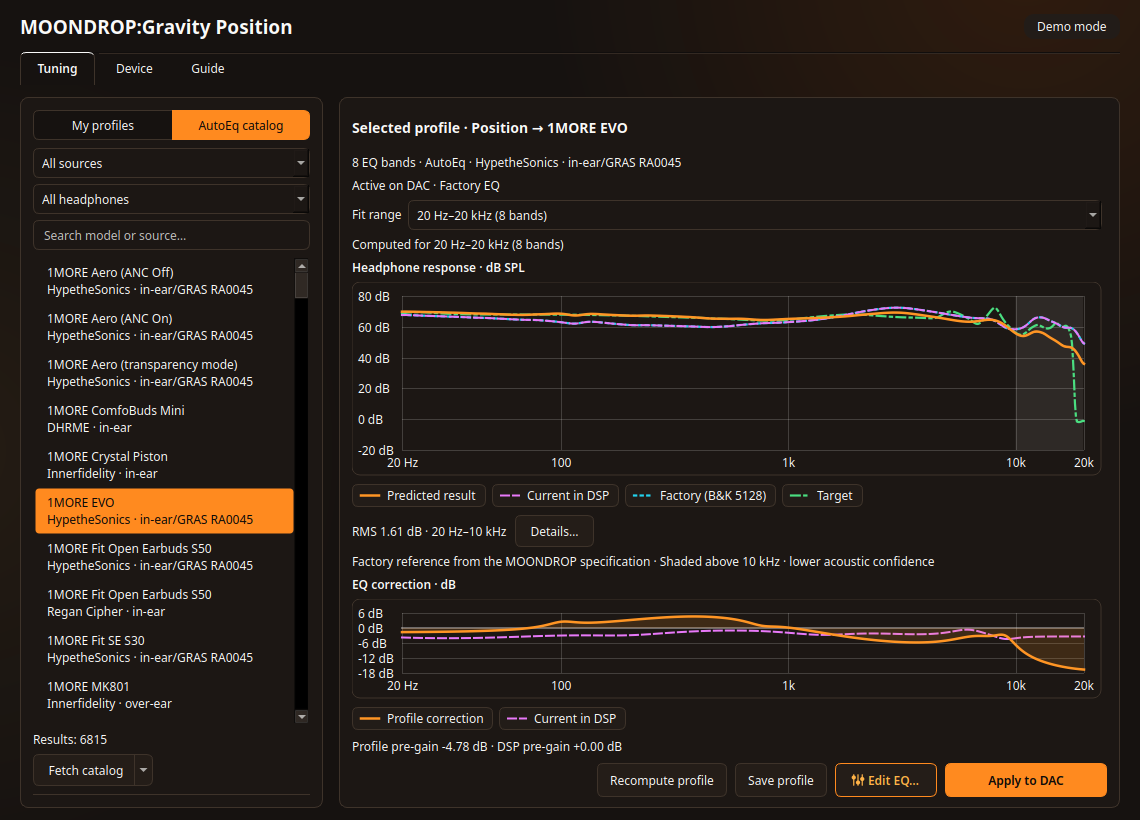 MOONDROP:Gravity Position
Demo mode
Tuning
Device
Guide
My profiles
AutoEq catalog
All sources
All headphones
Search model or source...
1MORE Aero (ANC Off)
HypetheSonics · in-ear/GRAS RA0045
1MORE Aero (ANC On)
HypetheSonics · in-ear/GRAS RA0045
1MORE Aero (transparency mode)
HypetheSonics · in-ear/GRAS RA0045
1MORE ComfoBuds Mini
DHRME · in-ear
1MORE Crystal Piston
Innerfidelity · in-ear
1MORE EVO
HypetheSonics · in-ear/GRAS RA0045
1MORE Fit Open Earbuds S50
HypetheSonics · in-ear/GRAS RA0045
1MORE Fit Open Earbuds S50
Regan Cipher · in-ear
1MORE Fit SE S30
HypetheSonics · in-ear/GRAS RA0045
1MORE MK801
Innerfidelity · over-ear
Results: 6815
Fetch catalog
Selected profile · Position → 1MORE EVO
8 EQ bands · AutoEq · HypetheSonics · in-ear/GRAS RA0045
Active on DAC · Factory EQ
Fit range
20 Hz–20 kHz (8 bands)
Computed for 20 Hz–20 kHz (8 bands)
Headphone response · dB SPL
80 dB
60 dB
40 dB
20 dB
0 dB
-20 dB
20 Hz
100
1k
10k
20k
Predicted result
Current in DSP
Factory (B&K 5128)
Target
RMS 1.61 dB · 20 Hz–10 kHz
Details...
Factory reference from the MOONDROP specification · Shaded above 10 kHz · lower acoustic confidence
EQ correction · dB
6 dB
0 dB
-6 dB
-12 dB
-18 dB
20 Hz
100
1k
10k
20k
Profile correction
Current in DSP
Profile pre-gain -4.78 dB · DSP pre-gain +0.00 dB
Recompute profile
Save profile
Edit EQ...
Apply to DAC